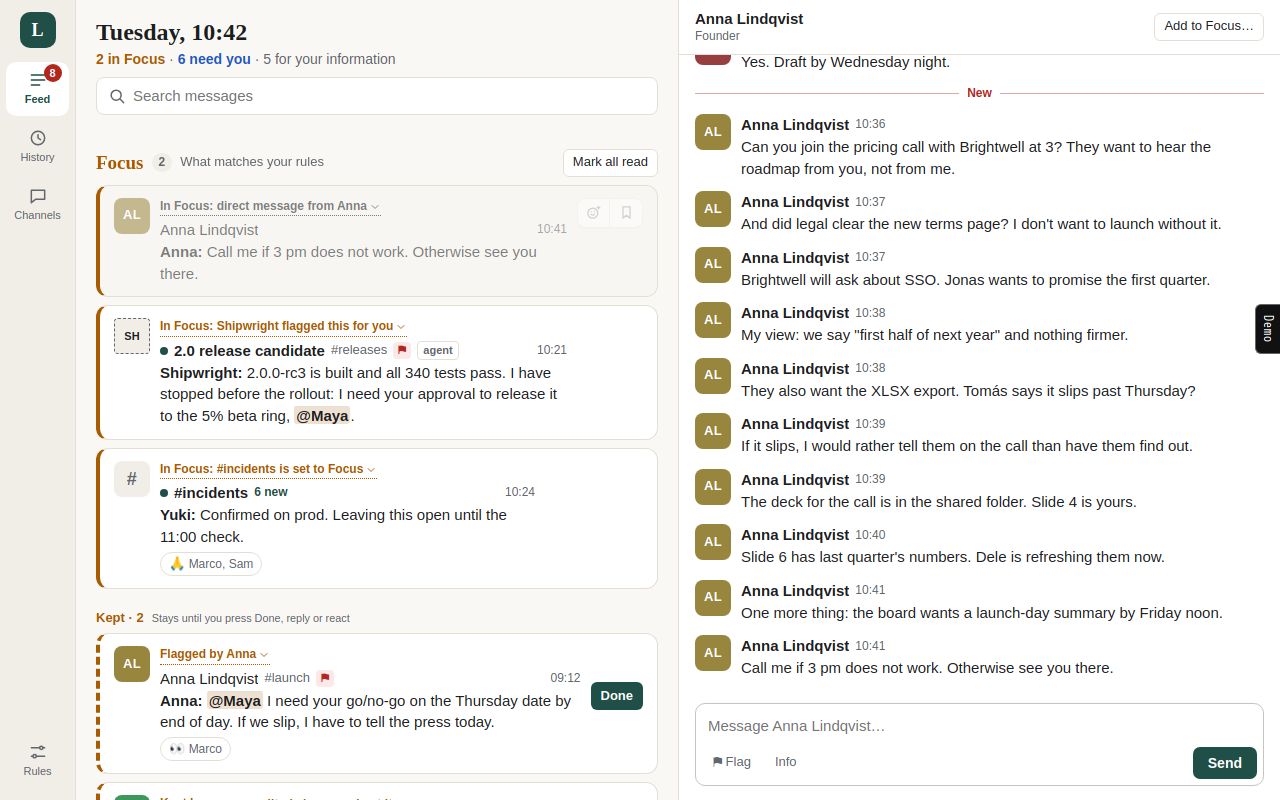 L
8
Feed
History
Channels
Rules
Tuesday, 10:42
2 in Focus · 6 need you · 5 for your information
Search messages
Focus 2 What matches your rules Mark all read
AL
In Focus: direct message from Anna
Anna Lindqvist 10:41
Anna: Call me if 3 pm does not work. Otherwise see you
there.
SH
In Focus: Shipwright flagged this for you
2.0 release candidate #releases agent 10:21
Shipwright: 2.0.0-rc3 is built and all 340 tests pass. I have
stopped before the rollout: I need your approval to release it
to the 5% beta ring, @Maya.
#
In Focus: #incidents is set to Focus
#incidents 6 new 10:24
Yuki: Confirmed on prod. Leaving this open until the
11:00 check.
🙏 Marco, Sam
Kept · 2 Stays until you press Done, reply or react
AL
Flagged by Anna
Anna Lindqvist #launch 09:12
Anna: @Maya I need your go/no-go on the Thursday date by
end of day. If we slip, I have to tell the press today.
Done
👀 Marco
Anna Lindqvist
Founder
Add to Focus…
Yes. Draft by Wednesday night.
New
AL
Anna Lindqvist 10:36
Can you join the pricing call with Brightwell at 3? They want to hear the
roadmap from you, not from me.
AL
Anna Lindqvist 10:37
And did legal clear the new terms page? I don't want to launch without it.
AL
Anna Lindqvist 10:37
Brightwell will ask about SSO. Jonas wants to promise the first quarter.
AL
Anna Lindqvist 10:38
My view: we say "first half of next year" and nothing firmer.
AL
Anna Lindqvist 10:38
They also want the XLSX export. Tomás says it slips past Thursday?
AL
Anna Lindqvist 10:39
If it slips, I would rather tell them on the call than have them find out.
AL
Anna Lindqvist 10:39
The deck for the call is in the shared folder. Slide 4 is yours.
AL
Anna Lindqvist 10:40
Slide 6 has last quarter's numbers. Dele is refreshing them now.
AL
Anna Lindqvist 10:41
One more thing: the board wants a launch-day summary by Friday noon.
AL
Anna Lindqvist 10:41
Call me if 3 pm does not work. Otherwise see you there.
Message Anna Lindqvist…
Flag Info Send
Demo